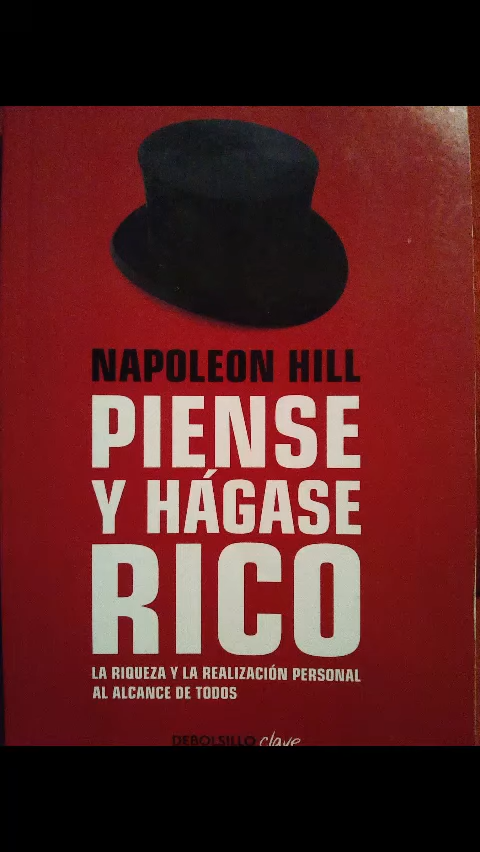 NAPOLEON HILL
PIENSE
Y HÁGASE
RICO
LA RIQUEZA Y LA REALIZACIÓN PERSONAL
AL ALCANCE DE TODOS
DEBOLSILLO clave